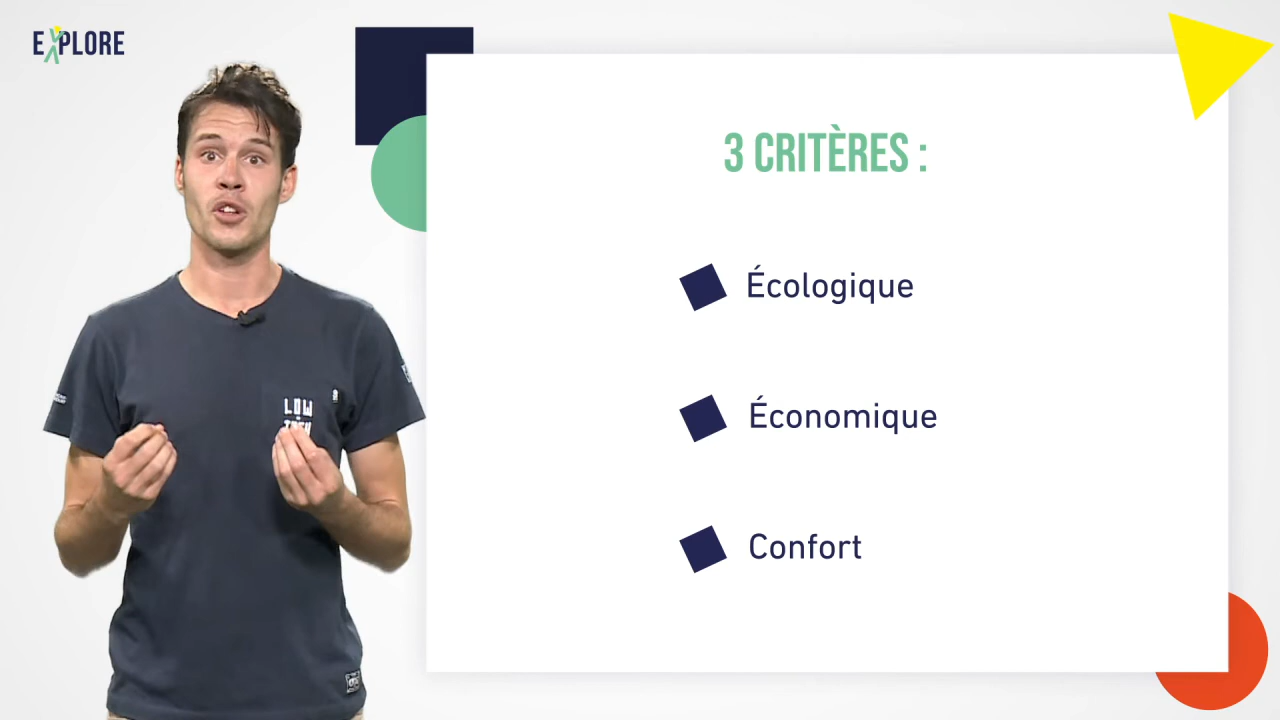 EXPLORE
3 CRITÈRES :
Écologique
Économique
Confort
LOW